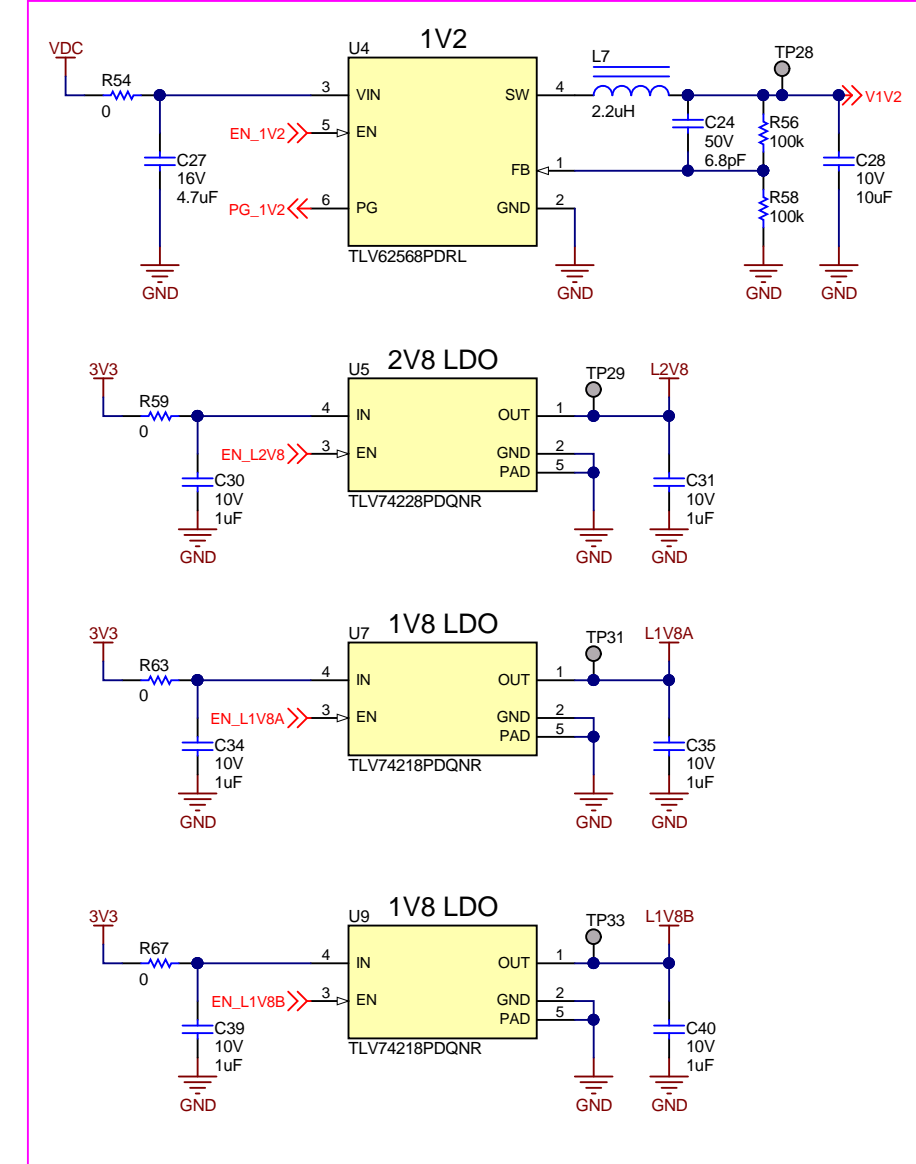 1V2
VDC
U4
L7
TP28
R54
0
3
VIN
SW
4
2.2uH
V1V2
EN_1V2
5
EN
C24
50V
6.8pF
R56
100k
C27
16V
4.7uF
FB
1
C28
10V
10uF
PG_1V2
6
PG
GND
2
R58
100k
TLV62568PDRL
GND
GND
GND
GND
2V8 LDO
3V3
U5
TP29
L2V8
R59
0
4
IN
OUT
1
EN_L2V8
3
EN
GND
2
PAD
5
C30
10V
1uF
C31
10V
1uF
TLV74228PDQNR
GND
GND
GND
1V8 LDO
3V3
U7
TP31
L1V8A
R63
0
4
IN
OUT
1
EN_L1V8A
3
EN
GND
2
PAD
5
C34
10V
1uF
C35
10V
1uF
TLV74218PDQNR
GND
GND
GND
1V8 LDO
3V3
U9
TP33
L1V8B
R67
0
4
IN
OUT
1
EN_L1V8B
3
EN
GND
2
PAD
5
C39
10V
1uF
C40
10V
1uF
TLV74218PDQNR
GND
GND
GND